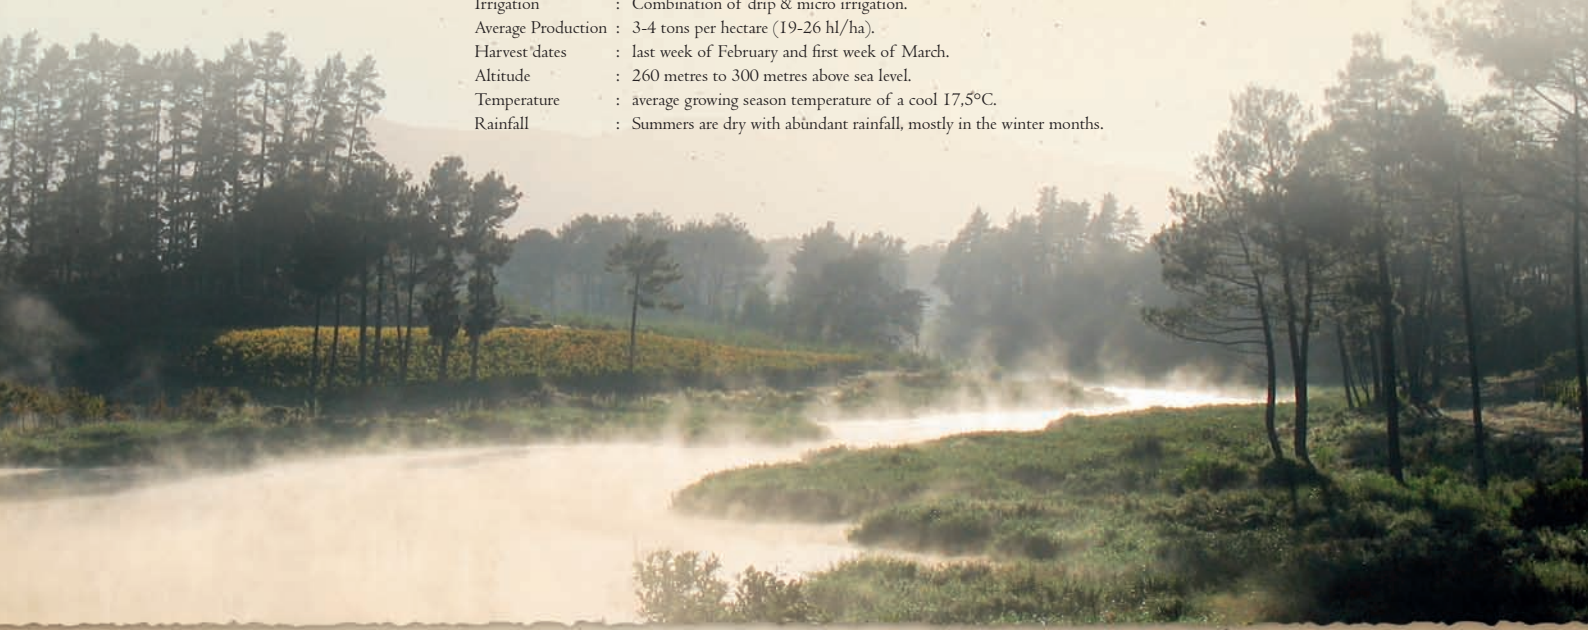 Irrigation : Combination of drip & micro irrigation.
Average Production : 3-4 tons per hectare (19-26 hl/ha).
Harvest dates : last week of February and first week of March.
Altitude : 260 metres to 300 metres above sea level.
Temperature : average growing season temperature of a cool 17,5°C.
Rainfall : Summers are dry with abundant rainfall, mostly in the winter months.